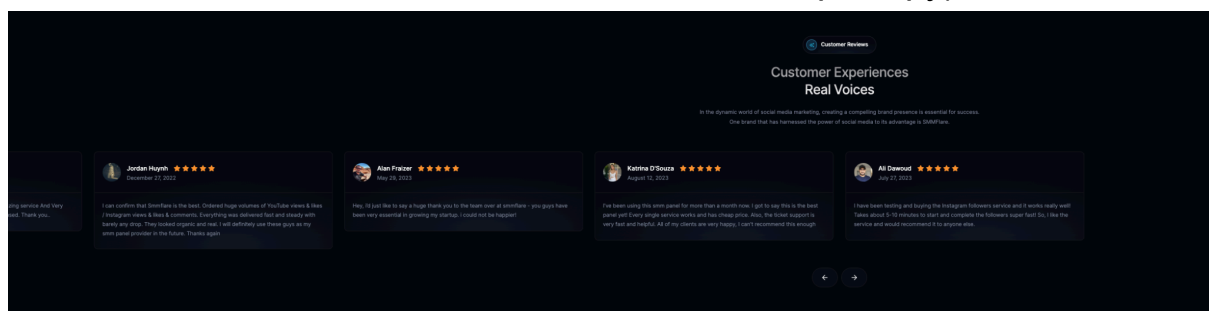 Customer Reviews
Customer Experiences
Real Voices
In the dynamic world of social media marketing, creating a compelling brand presence is essential for success.
One brand that has harnessed the power of social media to its advantage is SMMFlare.
uing service And Very
Thank you..
Jordan Huynh
December 27, 2022
I can confirm that Smmflare is the best. Ordered huge volumes of YouTube views & likes
/ Instagram views & likes & comments. Everything was delivered fast and steady with
barely any drop. They looked organic and real. I will definitely use these guys as my
smm panel provider in the future. Thanks again
Alan Fraizer
May 29, 2023
Hey, I'd just like to say a huge thank you to the team over at smmflare - you guys have
been very essential in growing my startup. I could not be happier!
Katrina D'Souza
August 12, 2023
I've been using this smm panel for more than a month now. I got to say this is the best
panel yet! Every single service works and has cheap price. Also, the ticket support is
very fast and helpful. All of my clients are very happy, I can't recommend this enough
Ali Dawoud
July 27, 2023
I have been testing and buying the Instagram followers service and it works really well!
Takes about 5-10 minutes to start and complete the followers super fast! So, I like the
service and would recommend it to anyone else.